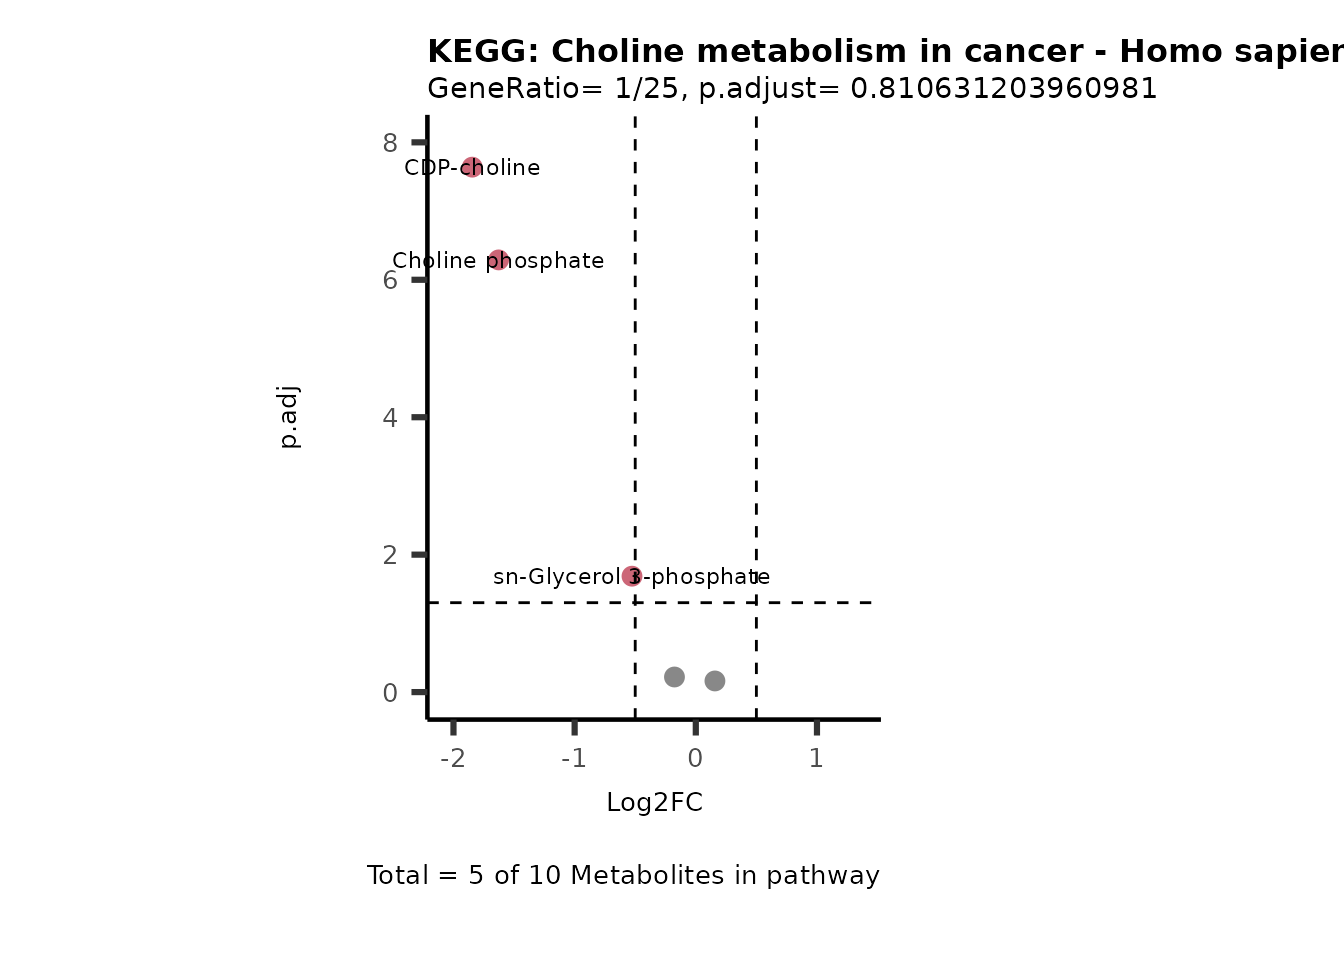 KEGG: Choline metabolism in cancer - Homo sapien
GeneRatio= 1/25, p.adjust= 0.810631203960981
8
CDP-choline
Choline phosphate
6
p.adj
4
2
sn-Glycerol 3-phosphate
0
-2 -1 0 1
Log2FC
Total = 5 of 10 Metabolites in pathway